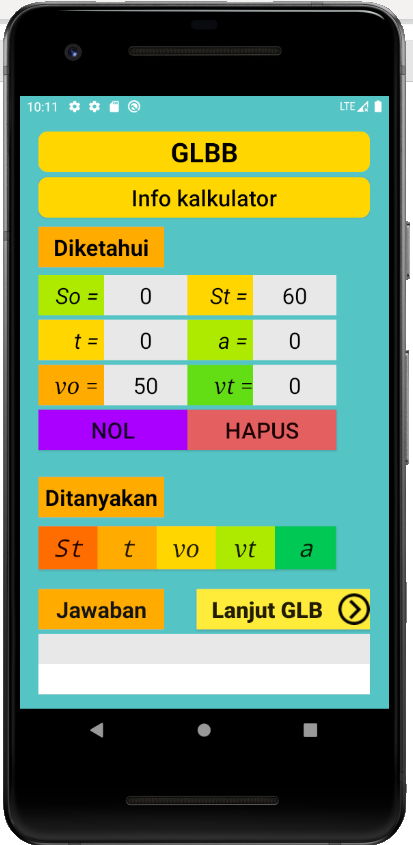 10:11 LTE
GLBB
Info kalkulator
Diketahui
So = 0 St = 60
t = 0 a = 0
vo = 50 vt = 0
NOL HAPUS
Ditanyakan
St t vo vt a
Jawaban Lanjut GLB